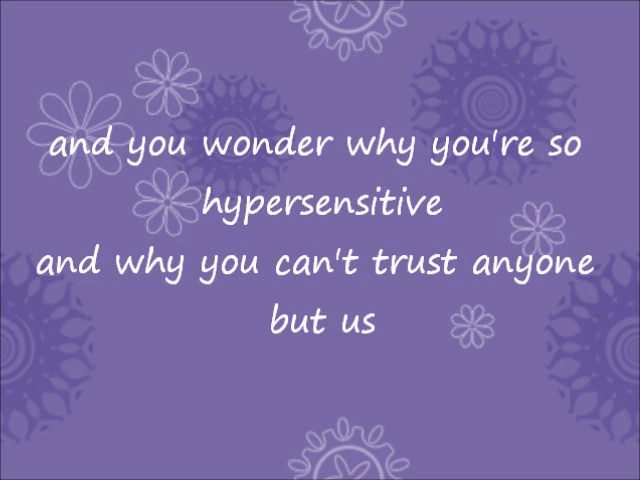 and you wonder why you're so
hypersensitive
and why you can't trust anyone
but us